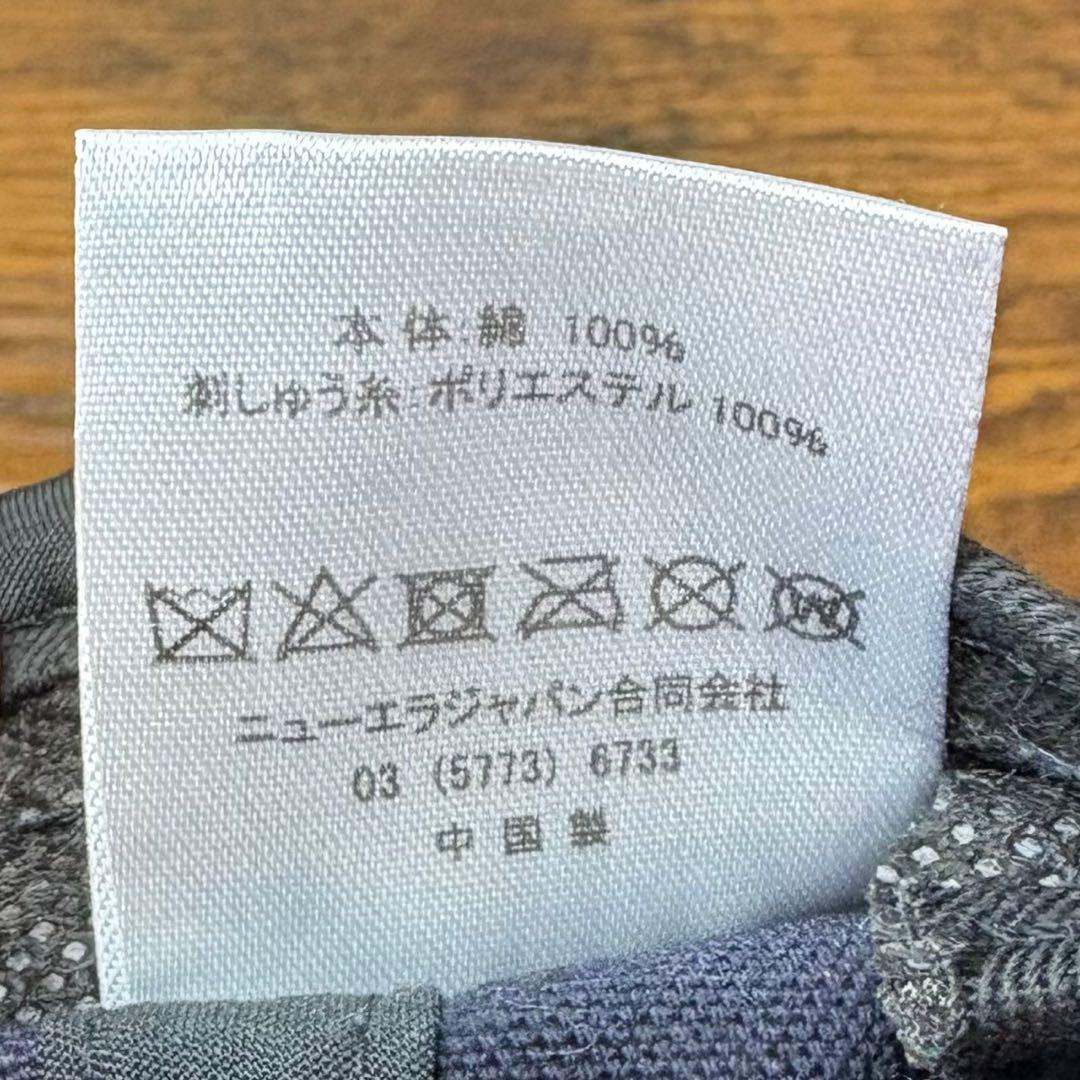 本体:綿 100%
刺しゅう糸:ポリエステル 100%
W
ニューエラジャパン合同会社
03 (5773) 6733
中国製